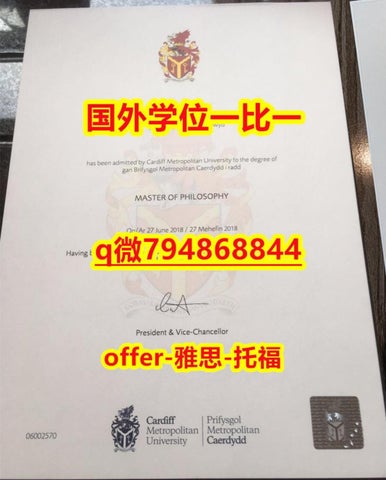 国外学位一比一
has been admitted by Cardiff Metropolitan University to the degree of
gan Brifysgol Metropolitan Caerdydd i radd
MASTER OF PHILOSOPHY
27 June 2018 / 27 Mehefin 2018
Having
q微794868844
President & Vice-Chancellor
offer-雅思-托福
Cardiff
Metropolitan
University
Prifysgol
Metropolitan
Caerdydd
06002570